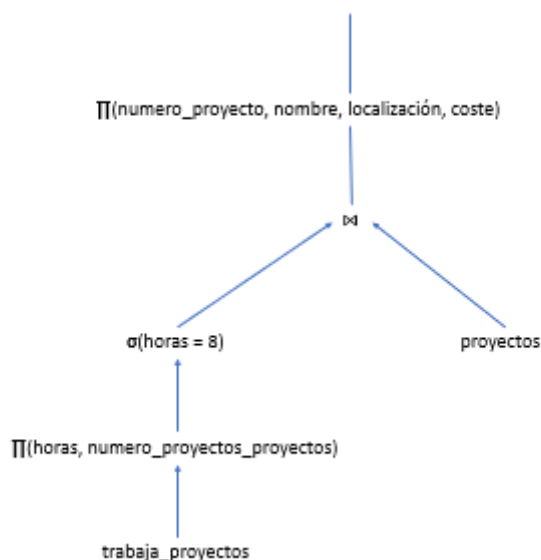 ∏(numero_proyecto, nombre, localización, coste)
⋈
σ(horas = 8)
proyectos
∏(horas, numero_proyectos_proyectos)
trabaja_proyectos